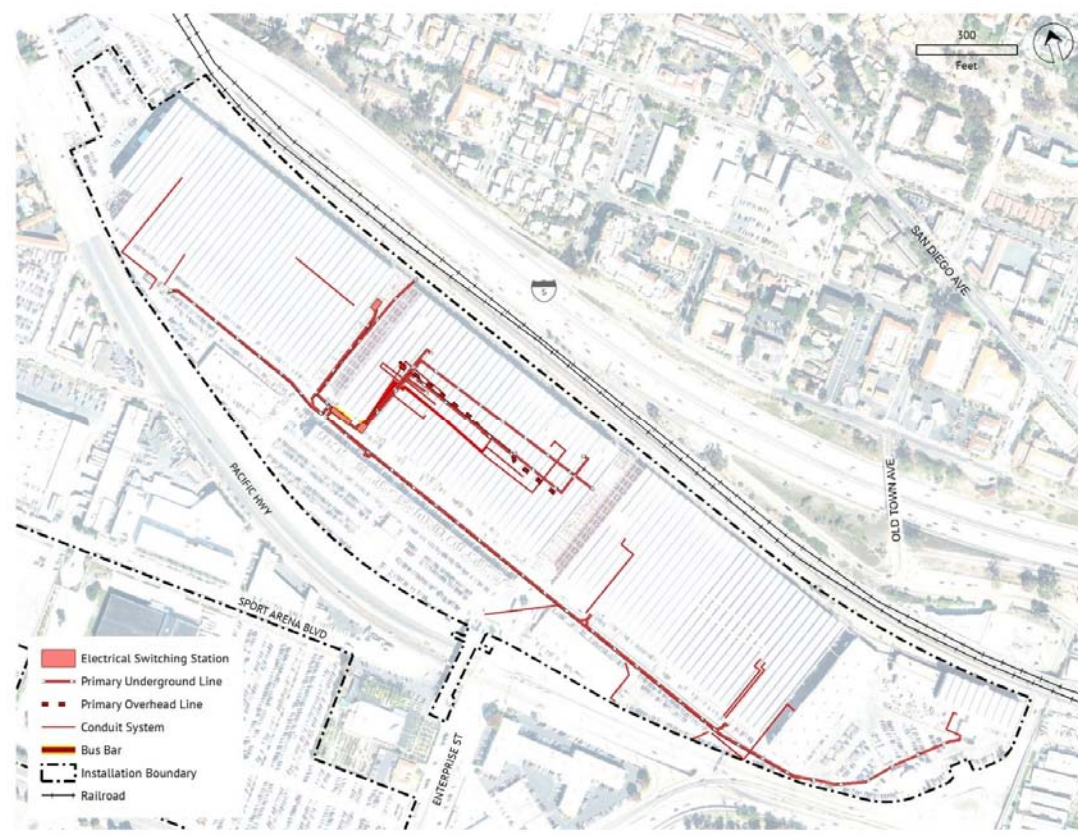 300
Feet
SAN DIEGO AVE
5
OLD TOWN AVE
PACIFIC HWY
SPORT ARENA BLVD
ENTERPRISE ST
Electrical Switching Station
Primary Underground Line
Primary Overhead Line
Conduit System
Bus Bar
Installation Boundary
Railroad